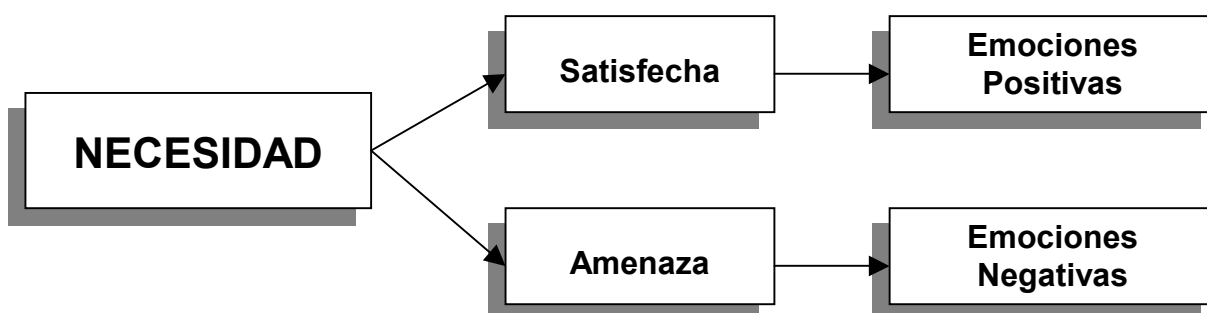 NECESIDAD
Satisfecha
Emociones
Positivas
Amenaza
Emociones
Negativas